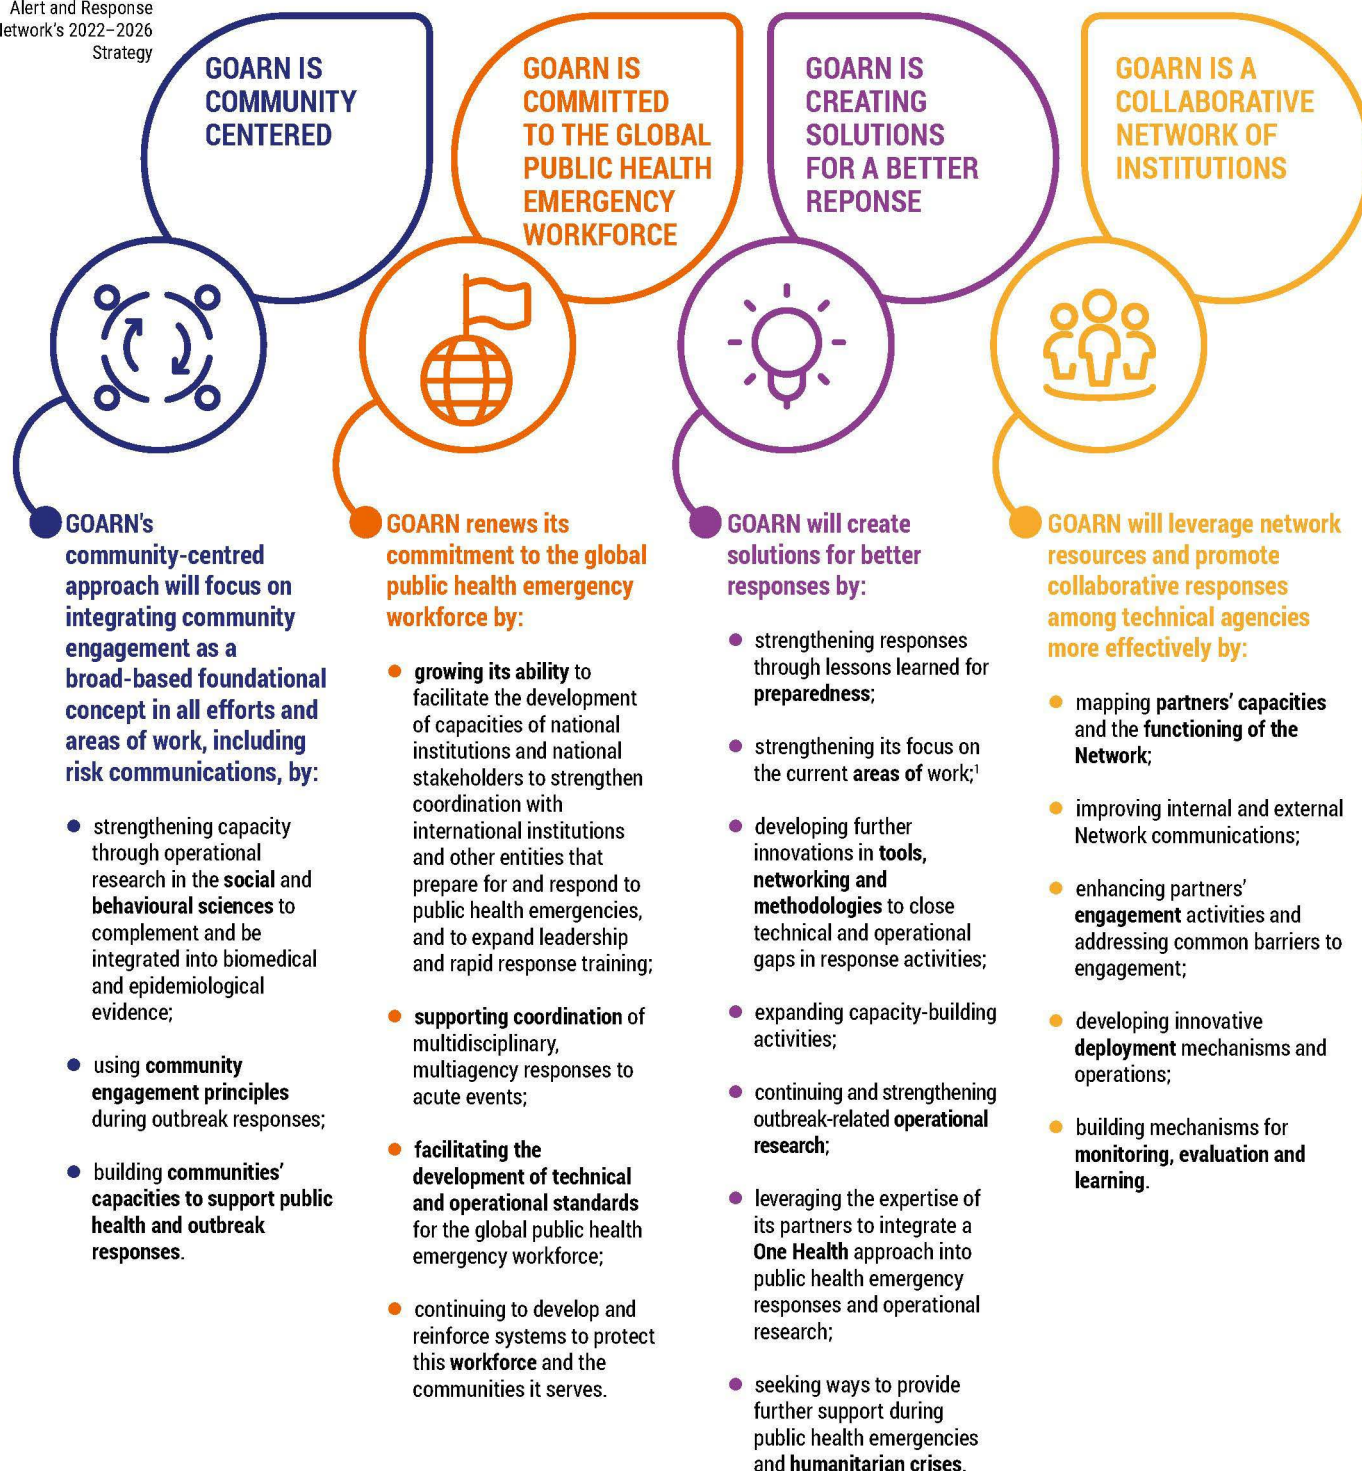 Alert and Response
Network's 2022–2026
Strategy
GOARN IS
COMMUNITY
CENTERED
GOARN IS
COMMITTED
TO THE GLOBAL
PUBLIC HEALTH
EMERGENCY
WORKFORCE
GOARN IS
CREATING
SOLUTIONS
FOR A BETTER
REPONSE
GOARN IS A
COLLABORATIVE
NETWORK OF
INSTITUTIONS
GOARN's
community-centred
approach will focus on
integrating community
engagement as a
broad-based foundational
concept in all efforts and
areas of work, including
risk communications, by:
strengthening capacity
through operational
research in the social and
behavioural sciences to
complement and be
integrated into biomedical
and epidemiological
evidence;
using community
engagement principles
during outbreak responses;
building communities'
capacities to support public
health and outbreak
responses.
GOARN renews its
commitment to the global
public health emergency
workforce by:
growing its ability to
facilitate the development
of capacities of national
institutions and national
stakeholders to strengthen
coordination with
international institutions
and other entities that
prepare for and respond to
public health emergencies,
and to expand leadership
and rapid response training;
supporting coordination of
multidisciplinary,
multiagency responses to
acute events;
facilitating the
development of technical
and operational standards
for the global public health
emergency workforce;
continuing to develop and
reinforce systems to protect
this workforce and the
communities it serves.
GOARN will create
solutions for better
responses by:
strengthening responses
through lessons learned for
preparedness;
strengthening its focus on
the current areas of work;¹
developing further
innovations in tools,
networking and
methodologies to close
technical and operational
gaps in response activities;
expanding capacity-building
activities;
continuing and strengthening
outbreak-related operational
research;
leveraging the expertise of
its partners to integrate a
One Health approach into
public health emergency
responses and operational
research;
seeking ways to provide
further support during
public health emergencies
and humanitarian crises.
GOARN will leverage network
resources and promote
collaborative responses
among technical agencies
more effectively by:
mapping partners' capacities
and the functioning of the
Network;
improving internal and external
Network communications;
enhancing partners'
engagement activities and
addressing common barriers to
engagement;
developing innovative
deployment mechanisms and
operations;
building mechanisms for
monitoring, evaluation and
learning.